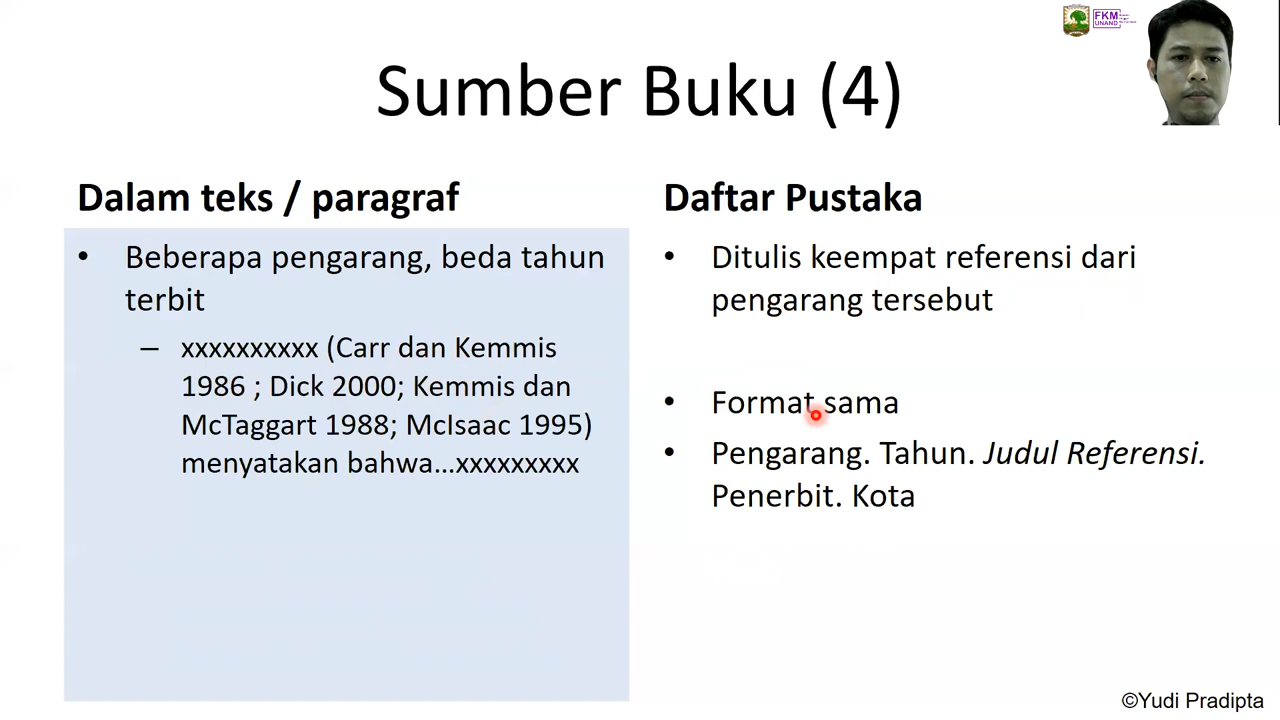 FKM
UNAND
Sumber Buku (4)
Dalam teks / paragraf
• Beberapa pengarang, beda tahun
terbit
– xxxxxxxxxx (Carr dan Kemmis
1986 ; Dick 2000; Kemmis dan
McTaggart 1988; McIsaac 1995)
menyatakan bahwa...xxxxxxxxx
Daftar Pustaka
• Ditulis keempat referensi dari
pengarang tersebut
• Format sama
• Pengarang. Tahun. Judul Referensi.
Penerbit. Kota
©Yudi Pradipta